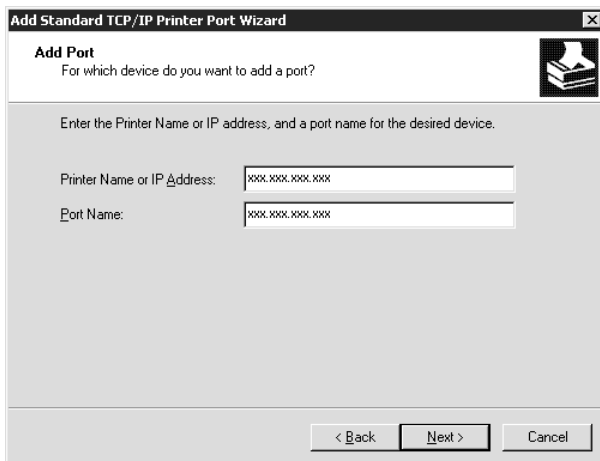 Add Standard TCP/IP Printer Port Wizard
Add Port
For which device do you want to add a port?
Enter the Printer Name or IP address, and a port name for the desired device.
Printer Name or IP Address: xxx.xxx.xxx.xxx
Port Name: xxx.xxx.xxx.xxx
< Back Next > Cancel